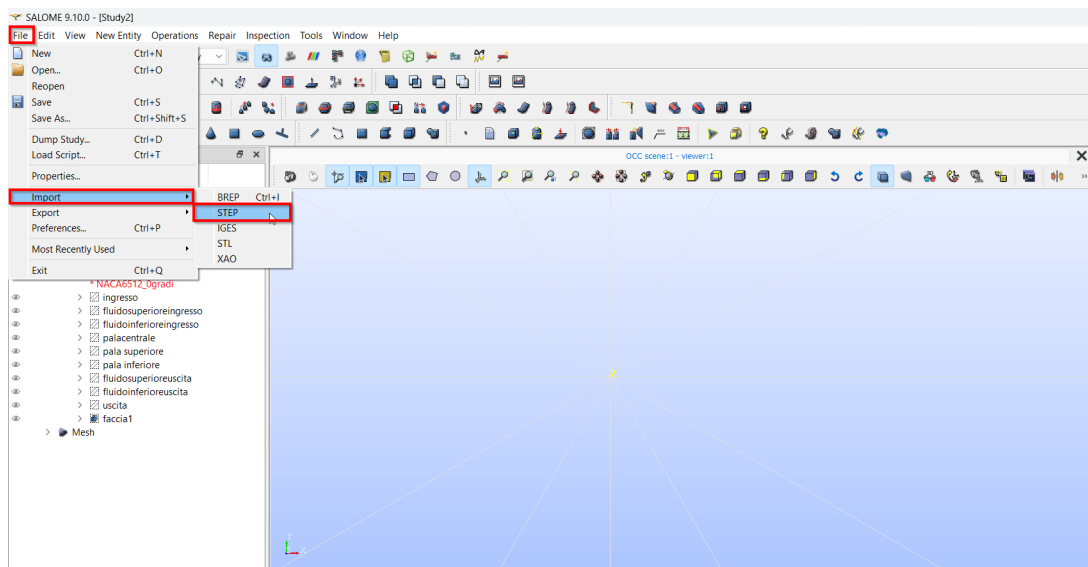 SALOME 9.10.0 - [Study2]
File Edit View New Entity Operations Repair Inspection Tools Window Help
New Ctrl+N
Open... Ctrl+O
Reopen
Save Ctrl+S
Save As... Ctrl+Shift+S
Dump Study... Ctrl+D
Load Script... Ctrl+T
Properties...
Import
Export
Preferences... Ctrl+P
Most Recently Used
Exit Ctrl+Q
BREP Ctrl+I
STEP
IGES
STL
XAO
OCC scene:1 - viewer:1
* NACA6512_0gradi
ingresso
fluidosuperioreingresso
fluidoinferioreingresso
palacentrale
pala superiore
pala inferiore
fluidosuperioreuscita
fluidoinferioreuscita
uscita
faccia1
Mesh
X